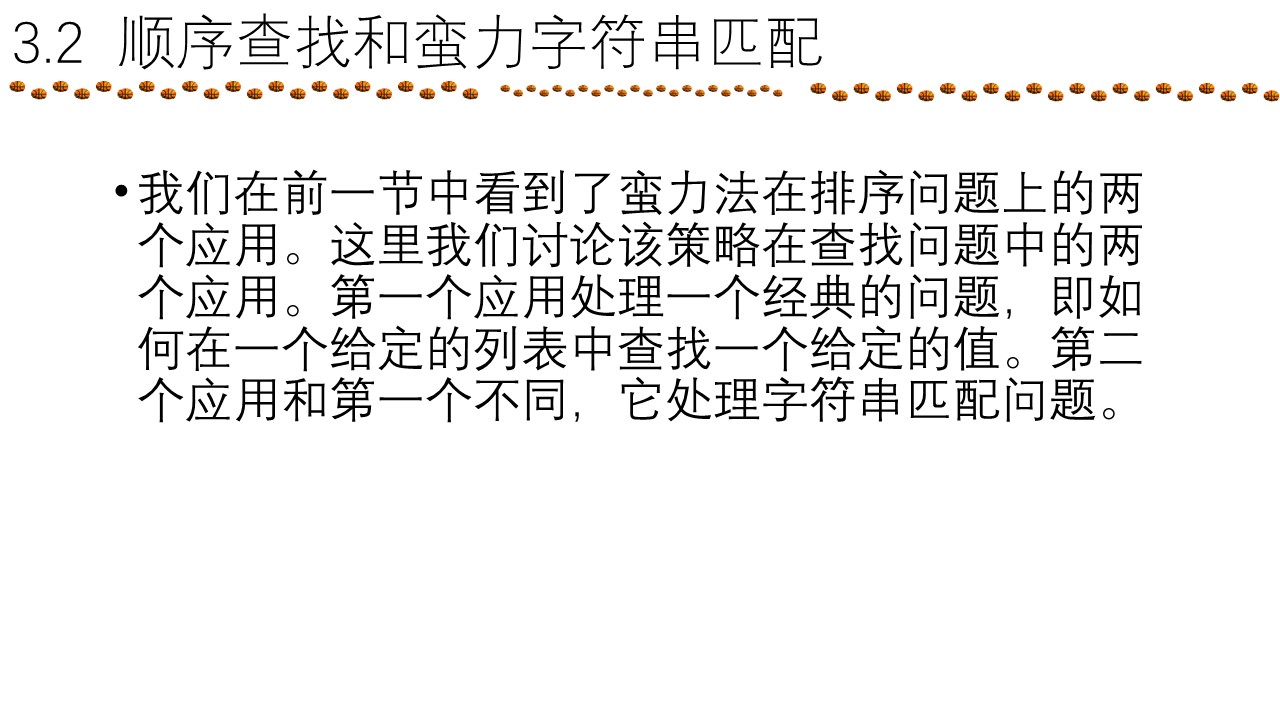 3.2 顺序查找和蛮力字符串匹配
•我们在前一节中看到了蛮力法在排序问题上的两
个应用。这里我们讨论该策略在查找问题中的两
个应用。第一个应用处理一个经典的问题，即如
何在一个给定的列表中查找一个给定的值。第二
个应用和第一个不同，它处理字符串匹配问题。